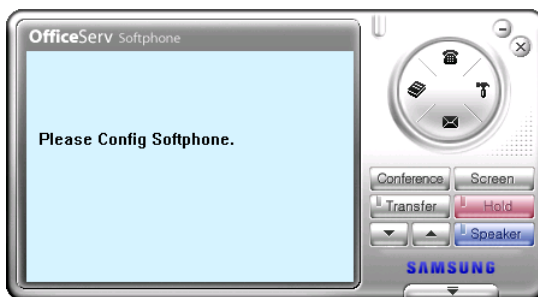 OfficeServ Softphone
Please Config Softphone.
Conference Screen
Transfer Hold
Speaker
SAMSUNG